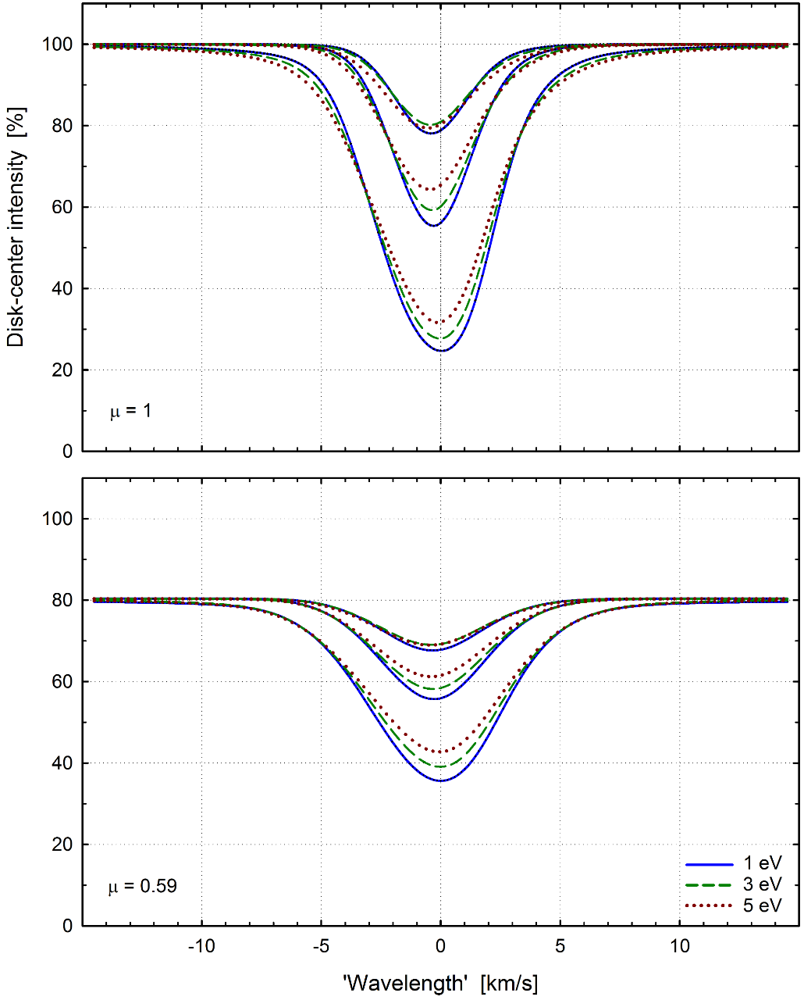 Disk-center intensity [%]
100
80
60
40
20
0
μ = 1
100
80
60
40
20
0
μ = 0.59
1 eV
3 eV
5 eV
-10 -5 0 5 10
'Wavelength' [km/s]